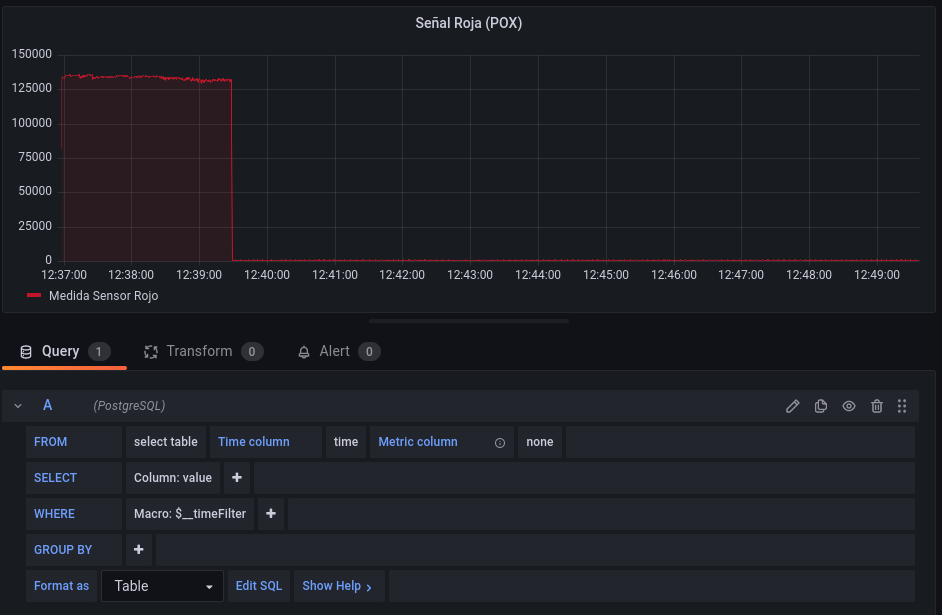 Señal Roja (POX)
150000
125000
100000
75000
50000
25000
0
12:37:00 12:38:00 12:39:00 12:40:00 12:41:00 12:42:00 12:43:00 12:44:00 12:45:00 12:46:00 12:47:00 12:48:00 12:49:00
Medida Sensor Rojo
Query 1 Transform 0 Alert 0
A (PostgreSQL)
FROM select table Time column time Metric column none
SELECT Column: value +
WHERE Macro: $__timeFilter +
GROUP BY +
Format as Table Edit SQL Show Help >